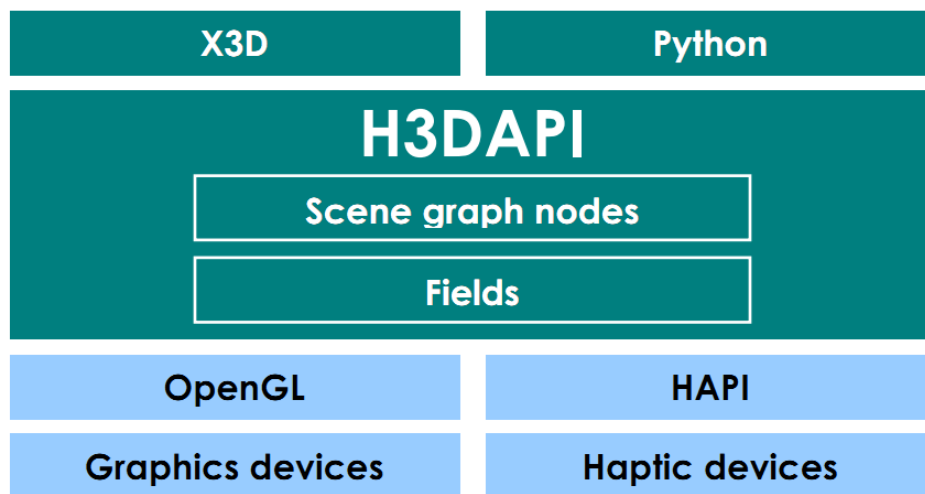 X3D
Python
H3DAPI
Scene graph nodes
Fields
OpenGL
HAPI
Graphics devices
Haptic devices